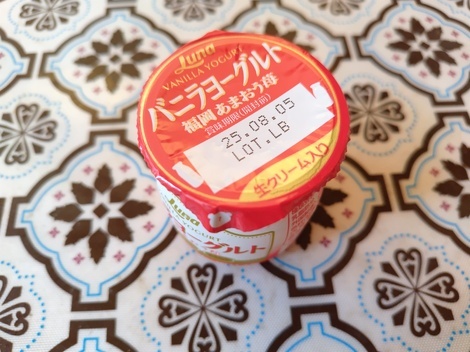 Luna
VANILLA YOGURT
バニラヨーグルト
福岡あまおう苺
賞味期限(開封前)
25.08.05
LOT.LB
生クリーム入り
Luna
YOGURT
ーグルト